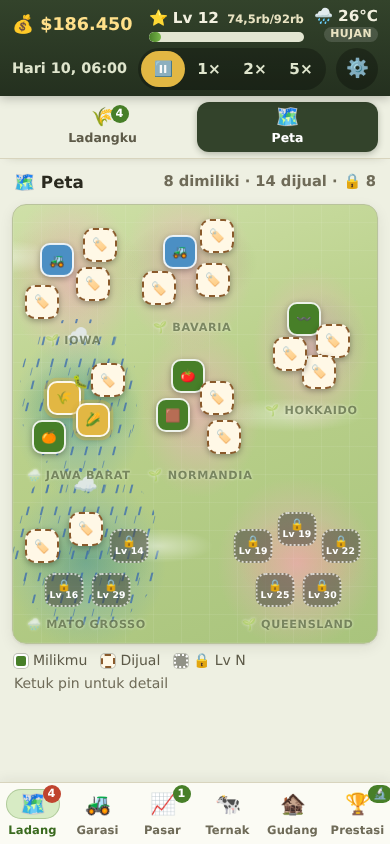 $186.450
Lv 12
74,5rb/92rb
26°C
HUJAN
Hari 10, 06:00
1×
2×
5×
4
Ladangku
Peta
Peta
8 dimiliki · 14 dijual · 8
IOWA
BAVARIA
HOKKAIDO
JAWA BARAT
NORMANDIA
Lv 14
Lv 16
Lv 29
MATO GROSSO
Lv 19
Lv 19
Lv 22
Lv 25
Lv 30
QUEENSLAND
Milikmu
Dijual
Lv N
Ketuk pin untuk detail
4
Ladang
Garasi
1
Pasar
Ternak
Gudang
Prestasi